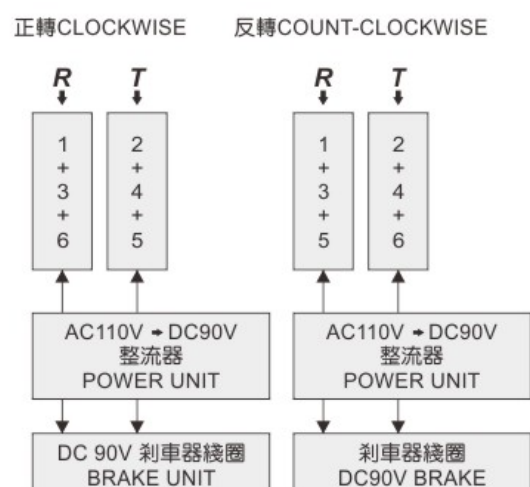 正轉CLOCKWISE
反轉COUNT-CLOCKWISE
R T
R T
1 2
+ +
3 4
+ +
6 5
1 2
+ +
3 4
+ +
5 6
AC110V ➡ DC90V
整流器
POWER UNIT
AC110V ➡ DC90V
整流器
POWER UNIT
DC 90V 剎車器綫圈
BRAKE UNIT
剎車器綫圈
DC90V BRAKE